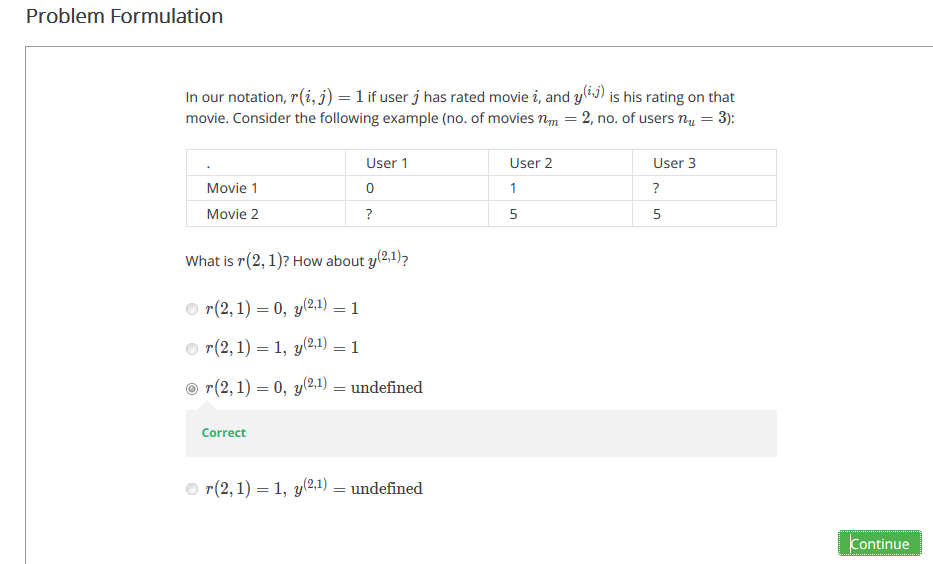 Problem Formulation
In our notation, r(i, j) = 1 if user j has rated movie i, and y^(i,j) is his rating on that
movie. Consider the following example (no. of movies n_m = 2, no. of users n_u = 3):
. User 1 User 2 User 3
Movie 1 0 1 ?
Movie 2 ? 5 5
What is r(2, 1)? How about y^(2,1)?
r(2, 1) = 0, y^(2,1) = 1
r(2, 1) = 1, y^(2,1) = 1
r(2, 1) = 0, y^(2,1) = undefined
Correct
r(2, 1) = 1, y^(2,1) = undefined
Continue